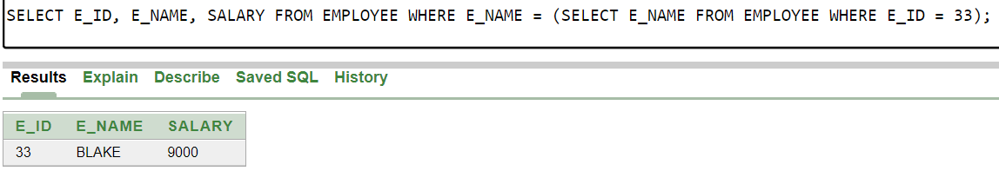 SELECT E_ID, E_NAME, SALARY FROM EMPLOYEE WHERE E_NAME = (SELECT E_NAME FROM EMPLOYEE WHERE E_ID = 33);
Results Explain Describe Saved SQL History
E_ID E_NAME SALARY
33 BLAKE 9000